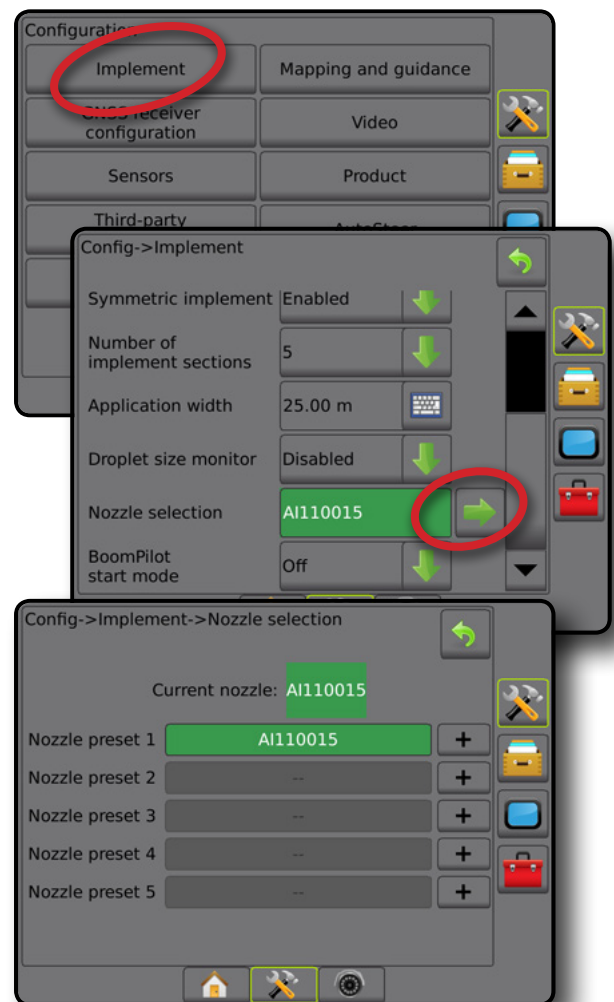 Configuration
Implement
Mapping and guidance
GNSS receiver
configuration
Video
Sensors
Product
Third-party
AutoSteer
Config->Implement
Symmetric implement Enabled
Number of
implement sections
5
Application width 25.00 m
Droplet size monitor Disabled
Nozzle selection AI110015
BoomPilot
start mode
Off
Config->Implement->Nozzle selection
Current nozzle: AI110015
Nozzle preset 1 AI110015 +
Nozzle preset 2 -- +
Nozzle preset 3 -- +
Nozzle preset 4 -- +
Nozzle preset 5 -- +